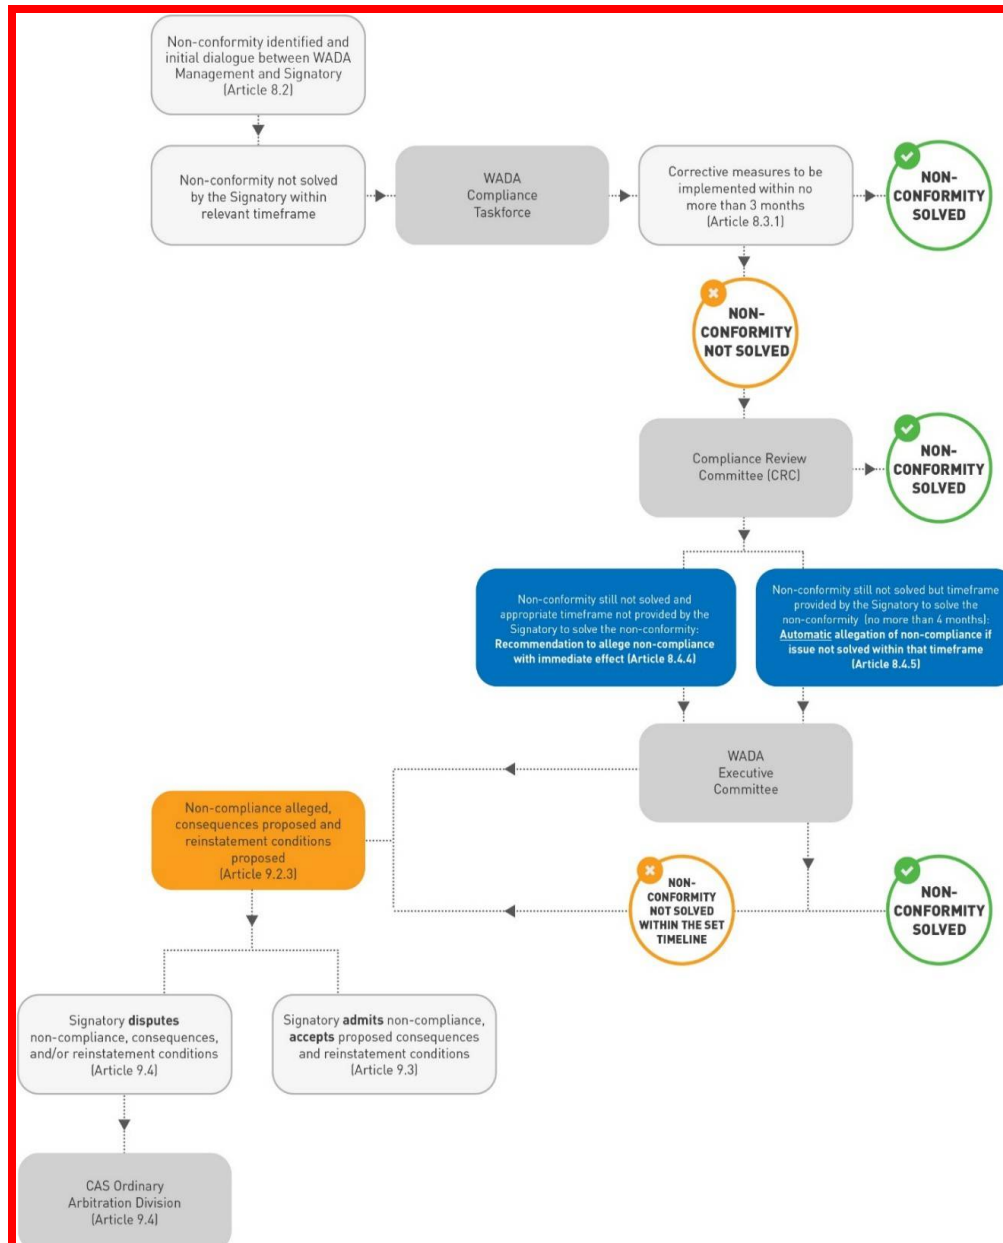 Non-conformity identified and
initial dialogue between WADA
Management and Signatory
(Article 8.2)
Non-conformity not solved
by the Signatory within
relevant timeframe
WADA
Compliance
Taskforce
Corrective measures to be
implemented within no
more than 3 months
(Article 8.3.1)
NON-
CONFORMITY
SOLVED
NON-
CONFORMITY
NOT SOLVED
Compliance Review
Committee (CRC)
NON-
CONFORMITY
SOLVED
Non-conformity still not solved and
appropriate timeframe not provided by the
Signatory to solve the non-conformity:
Recommendation to allege non-compliance
with immediate effect (Article 8.4.4)
Non-conformity still not solved but timeframe
provided by the Signatory to solve the
non-conformity (no more than 4 months):
Automatic allegation of non-compliance if
issue not solved within that timeframe
(Article 8.4.5)
WADA
Executive
Committee
Non-compliance alleged,
consequences proposed and
reinstatement conditions
proposed
(Article 9.2.3)
NON-
CONFORMITY
NOT SOLVED
WITHIN THE SET
TIMELINE
NON-
CONFORMITY
SOLVED
Signatory disputes
non-compliance, consequences,
and/or reinstatement conditions
(Article 9.4)
Signatory admits non-compliance,
accepts proposed consequences
and reinstatement conditions
(Article 9.3)
CAS Ordinary
Arbitration Division
(Article 9.4)